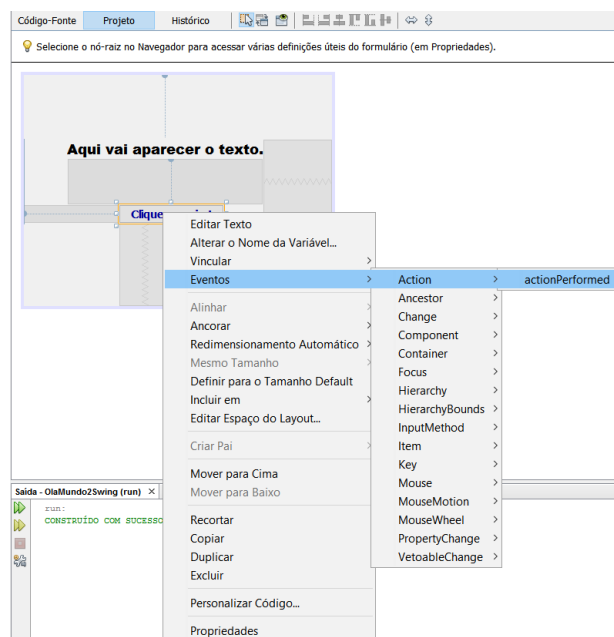 Código-Fonte Projeto Histórico
Selecione o nó-raiz no Navegador para acessar várias definições úteis do formulário (em Propriedades).
Aqui vai aparecer o texto.
Clique
Editar Texto
Alterar o Nome da Variável...
Vincular
Eventos
Alinhar
Ancorar
Redimensionamento Automático
Mesmo Tamanho
Definir para o Tamanho Default
Incluir em
Editar Espaço do Layout...
Criar Pai
Mover para Cima
Mover para Baixo
Recortar
Copiar
Duplicar
Excluir
Personalizar Código...
Propriedades
Action
Ancestor
Change
Component
Container
Focus
Hierarchy
HierarchyBounds
InputMethod
Item
Key
Mouse
MouseMotion
MouseWheel
PropertyChange
VetoableChange
actionPerformed
Saída - OlaMundo2Swing (run) ×
run:
CONSTRUÍDO COM SUCESSO